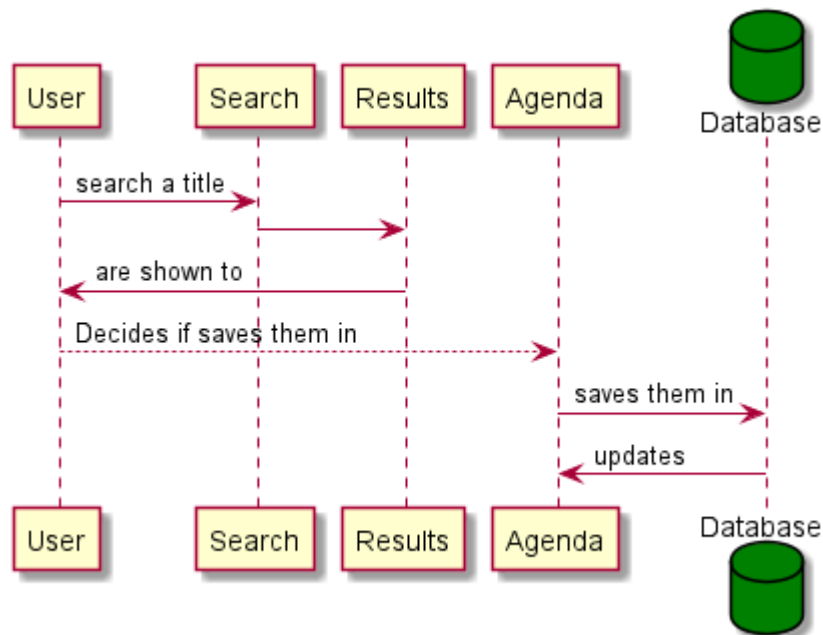 User
Search
Results
Agenda
Database
search a title
are shown to
Decides if saves them in
saves them in
updates
User
Search
Results
Agenda
Database